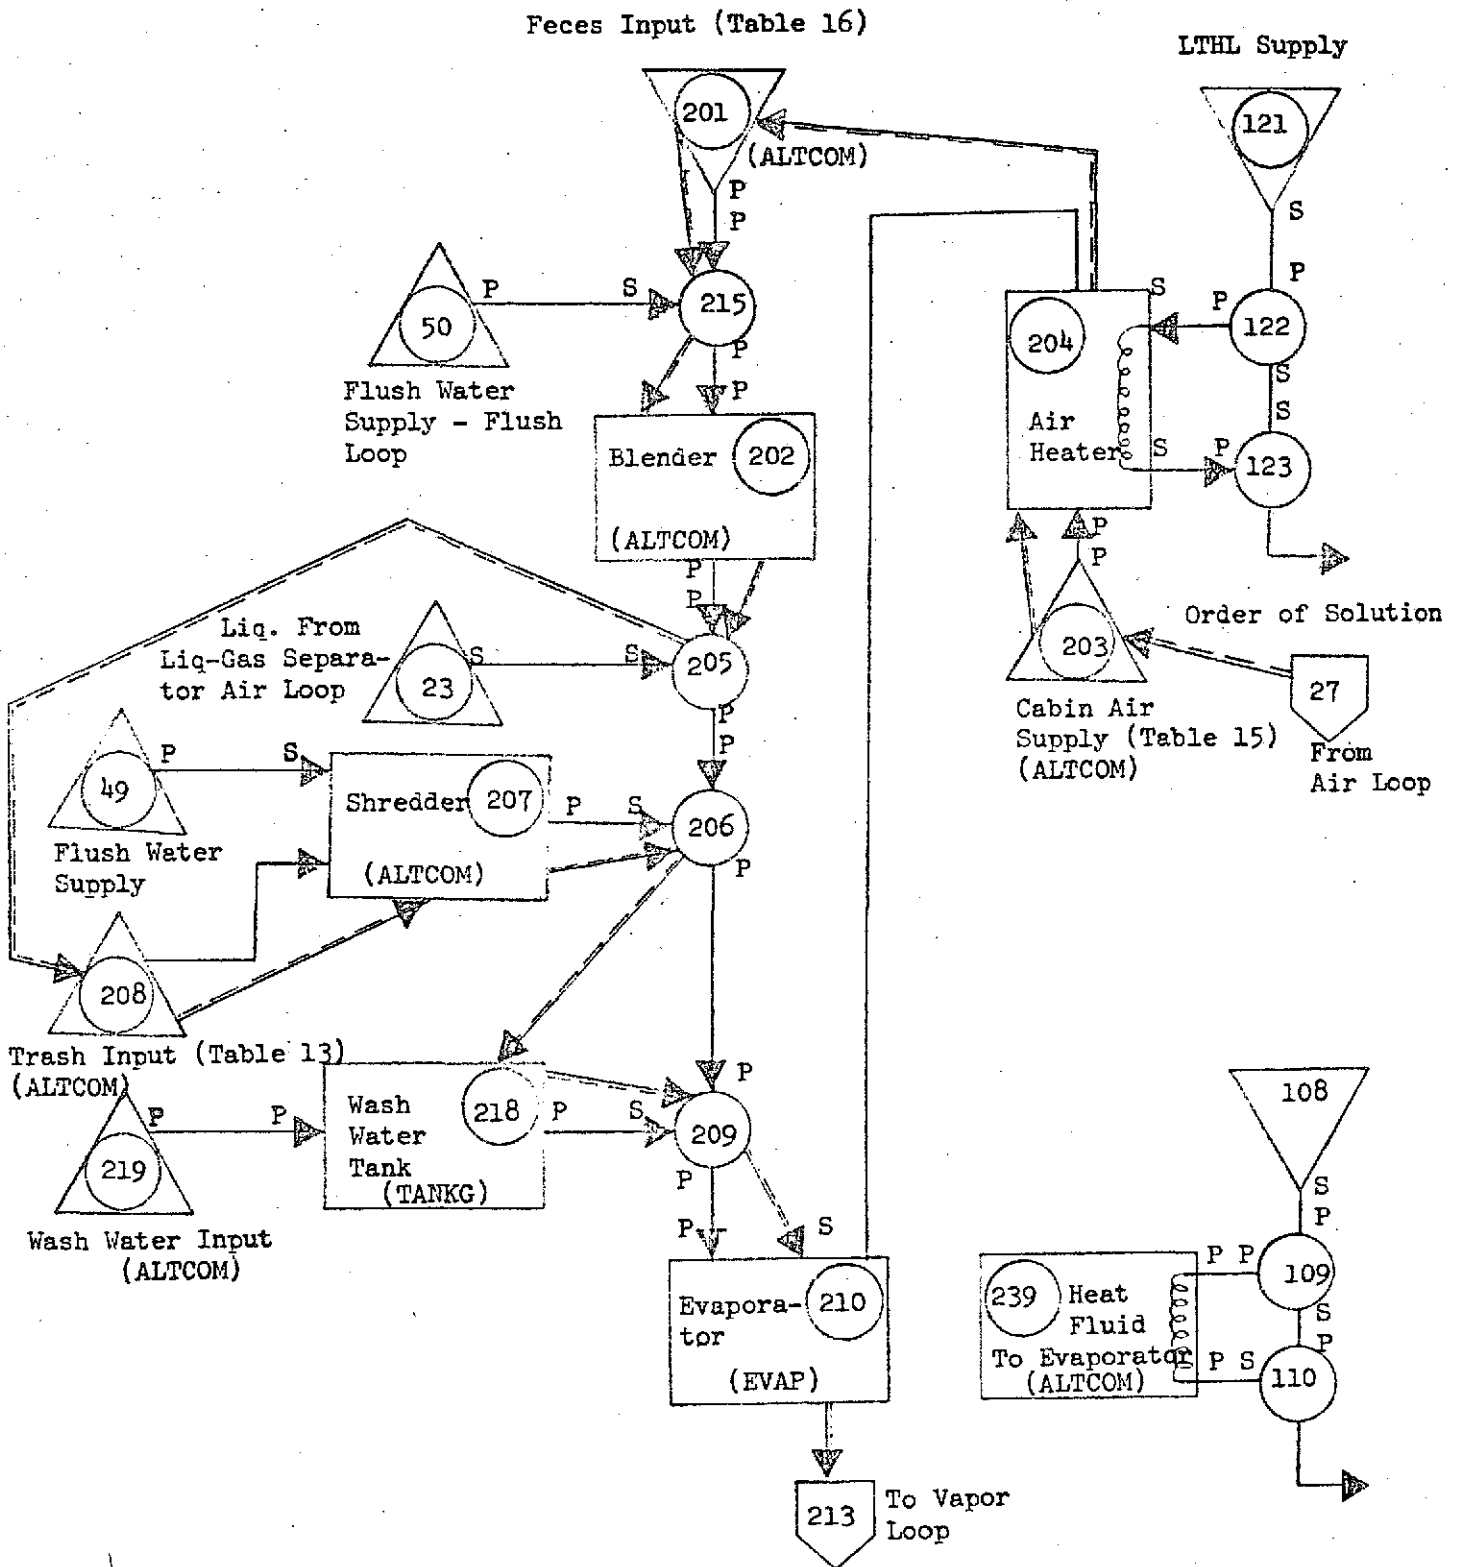 Feces Input (Table 16)
LTHL Supply
201
121
(ALTCOM)
P
P
S
P
50
P
S
215
P
P
Flush Water
Supply - Flush
Loop
Blender
202
(ALTCOM)
P
P
204
S
P
122
S
S
Air
Heater
S
P
123
P
P
Order of Solution
203
27
Cabin Air
Supply (Table 15)
(ALTCOM)
From
Air Loop
Liq. From
Liq-Gas Separa-
tor Air Loop
23
S
S
205
P
P
49
P
S
Flush Water
Supply
Shredder
207
(ALTCOM)
P
S
206
P
208
Trash Input (Table 13)
(ALTCOM)
P
P
219
Wash Water Input
(ALTCOM)
Wash
Water
Tank
218
(TANKG)
P
S
P
209
P
P
S
Evapora-
tor
210
(EVAP)
213
To Vapor
Loop
108
S
P
109
P
P
S
P
239
Heat
Fluid
To Evaporator
(ALTCOM)
P
S
110